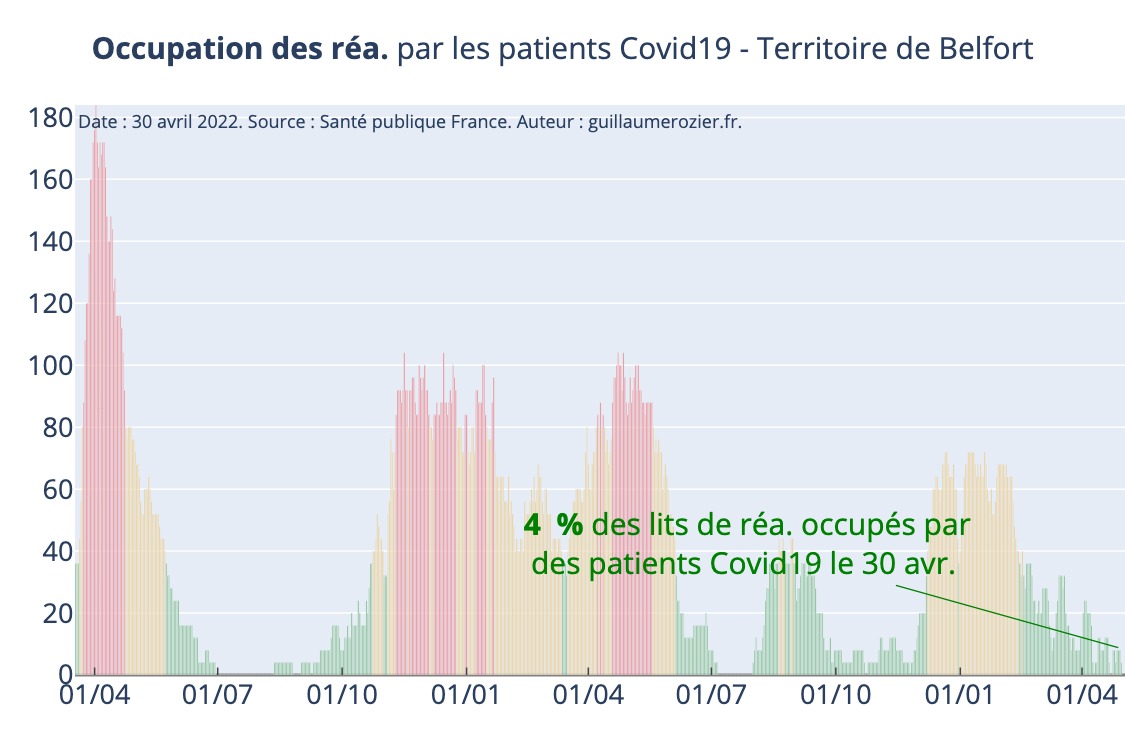 Occupation des réa. par les patients Covid19 - Territoire de Belfort
Date : 30 avril 2022. Source : Santé publique France. Auteur : guillaumerozier.fr.
180
160
140
120
100
80
60
40
20
0
4 % des lits de réa. occupés par
des patients Covid19 le 30 avr.
01/04 01/07 01/10 01/01 01/04 01/07 01/10 01/01 01/04